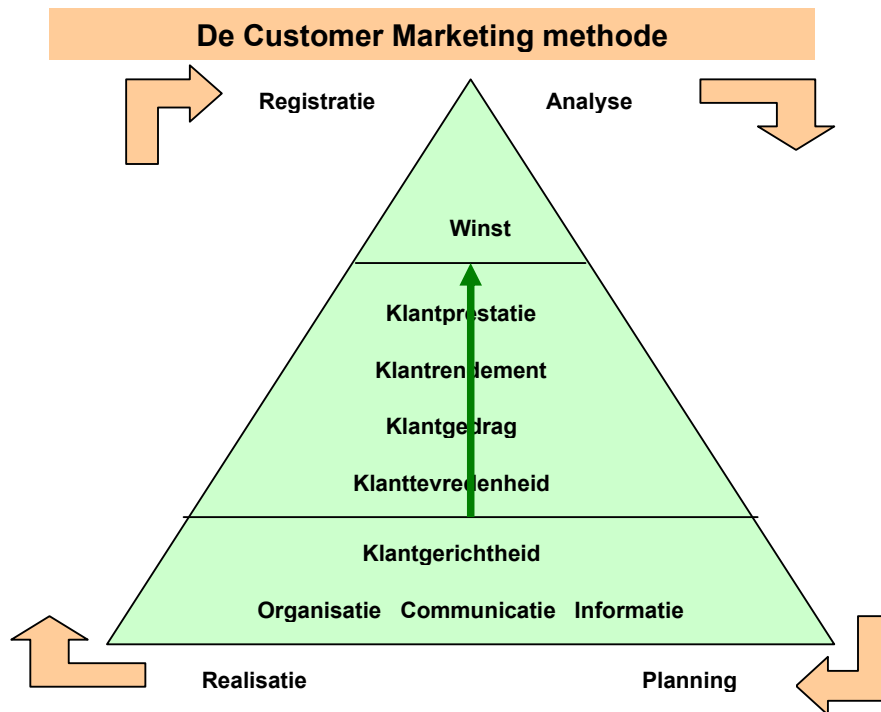 De Customer Marketing methode
Registratie Analyse
Winst
Klantprestatie
Klantrendement
Klantgedrag
Klanttevredenheid
Klantgerichtheid
Organisatie Communicatie Informatie
Realisatie Planning